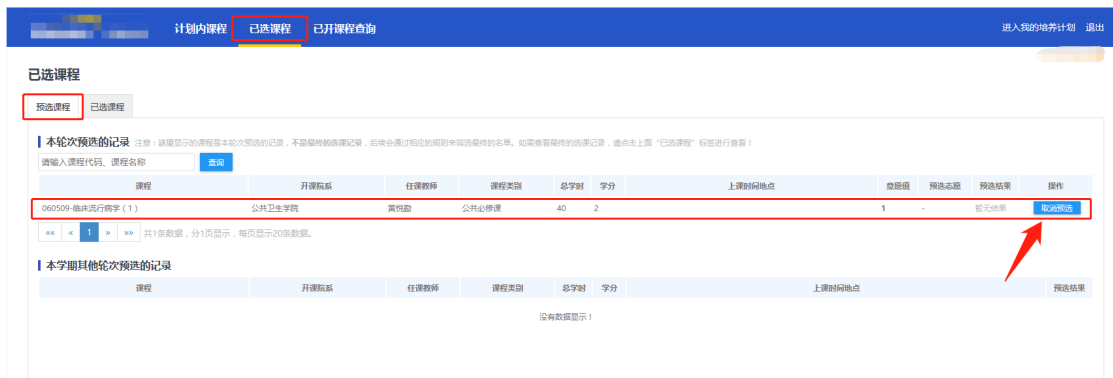 计划内课程 已选课程 已开课程查询 进入我的培养计划 退出
已选课程
预选课程 已选课程
本轮次预选的记录 注意：这里显示的课程是本轮次预选的记录，不是最终的选课记录，后续会通过相应的规则来筛选最终的名单。如需查看最终的选课记录，请点击上面“已选课程”标签进行查看！
请输入课程代码、课程名称 查询
课程 开课院系 任课教师 课程类别 总学时 学分 上课时间地点 意愿值 预选志愿 预选结果 操作
060509-临床流行病学（1） 公共卫生学院 黄悦勤 公共必修课 40 2 1 - 暂无结果 取消预选
«« « 1 » »» 共1条数据，分1页显示，每页显示20条数据。
本学期其他轮次预选的记录
课程 开课院系 任课教师 课程类别 总学时 学分 上课时间地点 预选结果
没有数据显示！